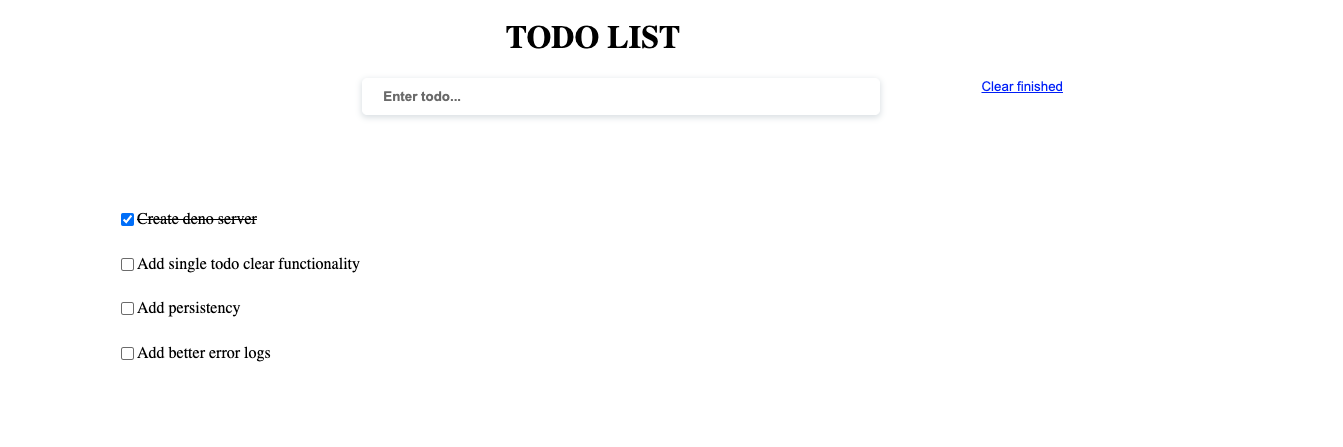 TODO LIST
Enter todo...
Clear finished
Create deno server
Add single todo clear functionality
Add persistency
Add better error logs